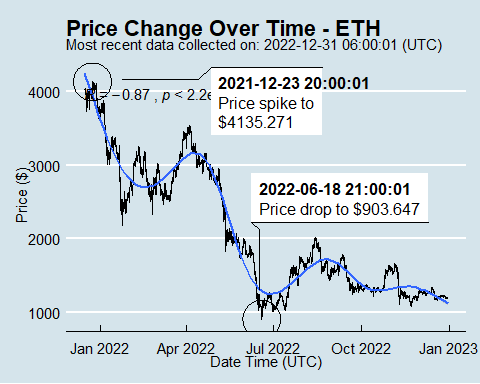 Price Change Over Time - ETH
Most recent data collected on: 2022-12-31 06:00:01 (UTC)
−0.87 , p < 2.2e
2021-12-23 20:00:01
Price spike to
$4135.271
2022-06-18 21:00:01
Price drop to $903.647
4000
3000
2000
1000
Price ($)
Jan 2022
Apr 2022
Jul 2022
Oct 2022
Jan 2023
Date Time (UTC)